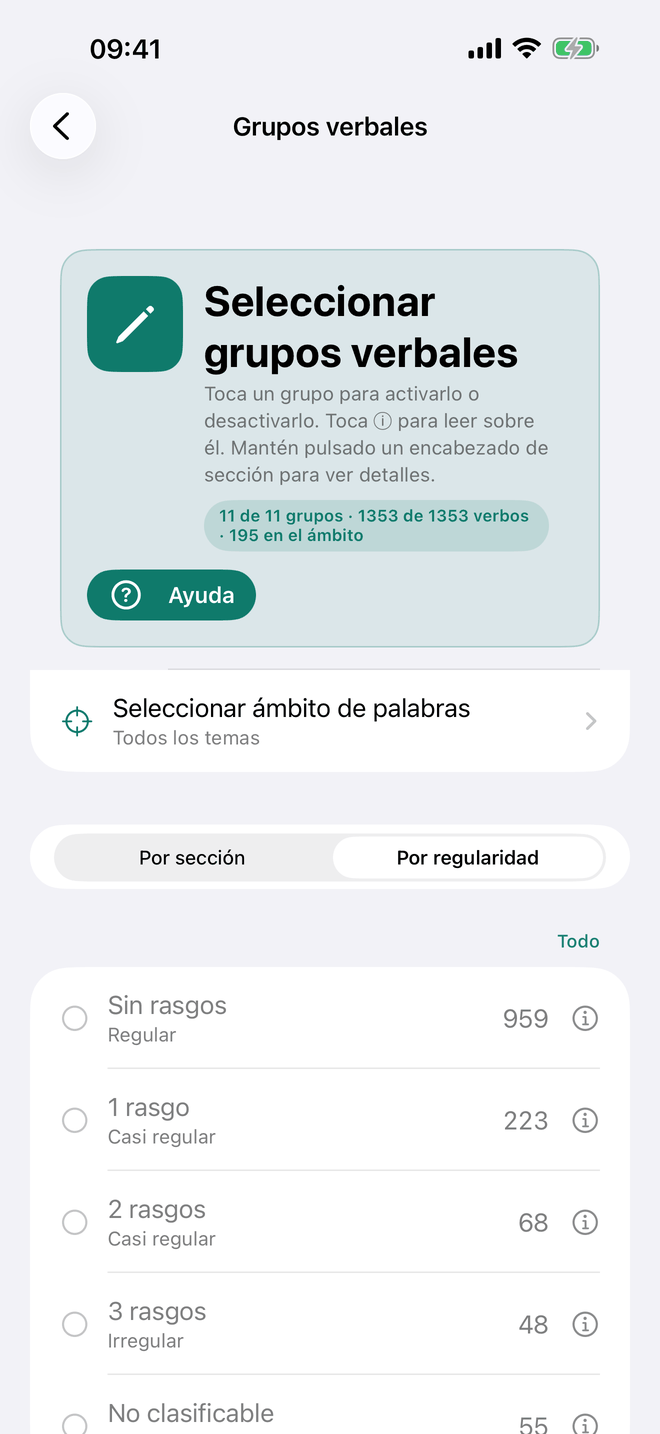 09:41
Grupos verbales
Seleccionar
grupos verbales
Toca un grupo para activarlo o
desactivarlo. Toca ⓘ para leer sobre
él. Mantén pulsado un encabezado de
sección para ver detalles.
11 de 11 grupos · 1353 de 1353 verbos
· 195 en el ámbito
Ayuda
Seleccionar ámbito de palabras
Todos los temas
Por sección
Por regularidad
Todo
Sin rasgos
Regular
959
1 rasgo
Casi regular
223
2 rasgos
Casi regular
68
3 rasgos
Irregular
48
No clasificable
55